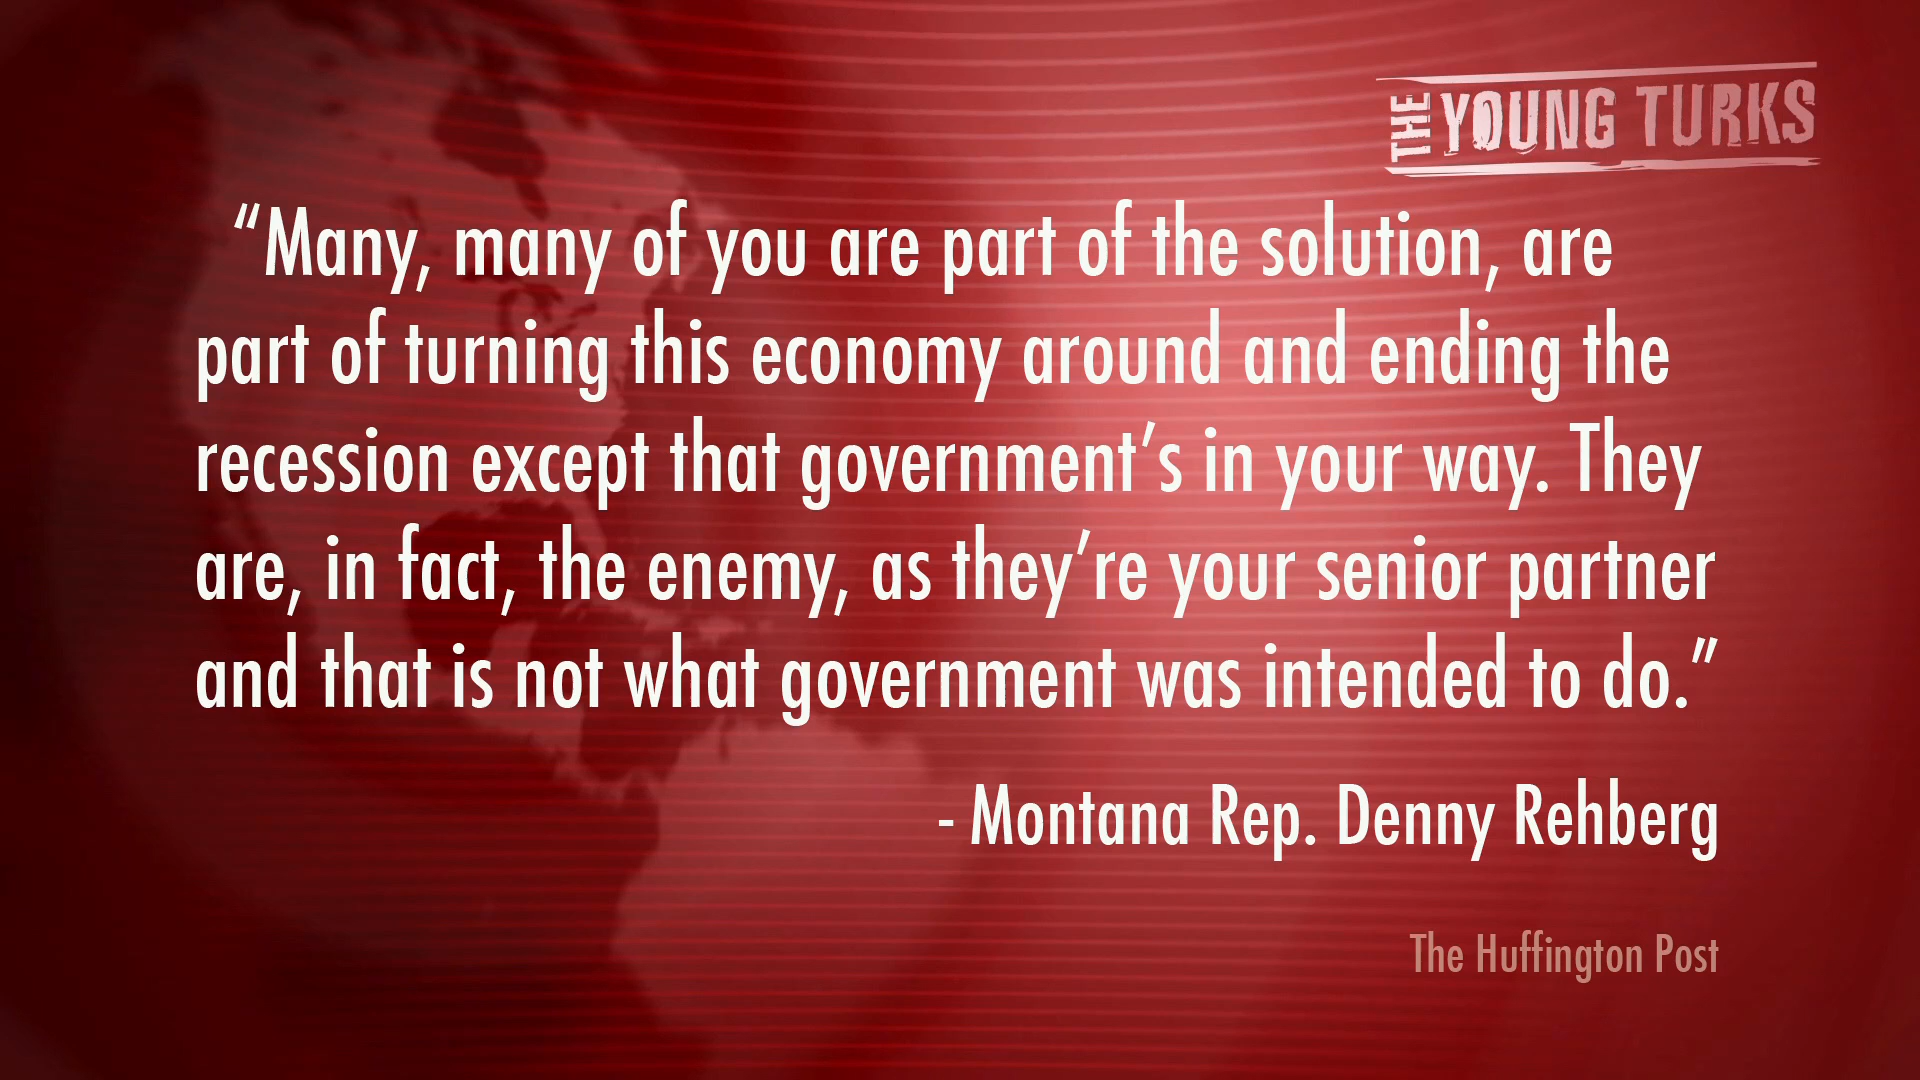 THE YOUNG TURKS
“Many, many of you are part of the solution, are
part of turning this economy around and ending the
recession except that government’s in your way. They
are, in fact, the enemy, as they’re your senior partner
and that is not what government was intended to do.”
- Montana Rep. Denny Rehberg
The Huffington Post